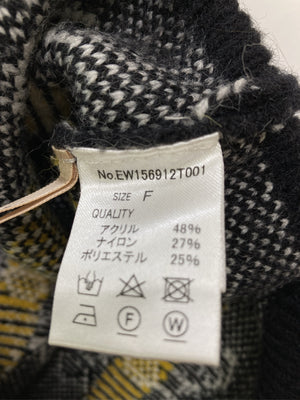 No.EW156912T001
SIZE F
QUALITY
アクリル 48%
ナイロン 27%
ポリエステル 25%
F W